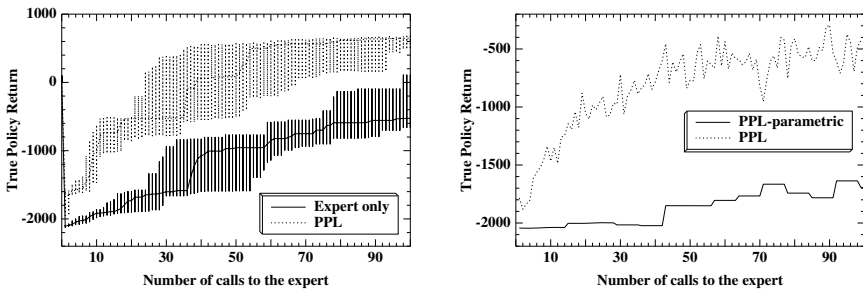 True Policy Return
1000
0
-1000
-2000
10 30 50 70 90
Number of calls to the expert
Expert only
PPL
True Policy Return
-500
-1000
-1500
-2000
10 30 50 70 90
Number of calls to the expert
PPL-parametric
PPL